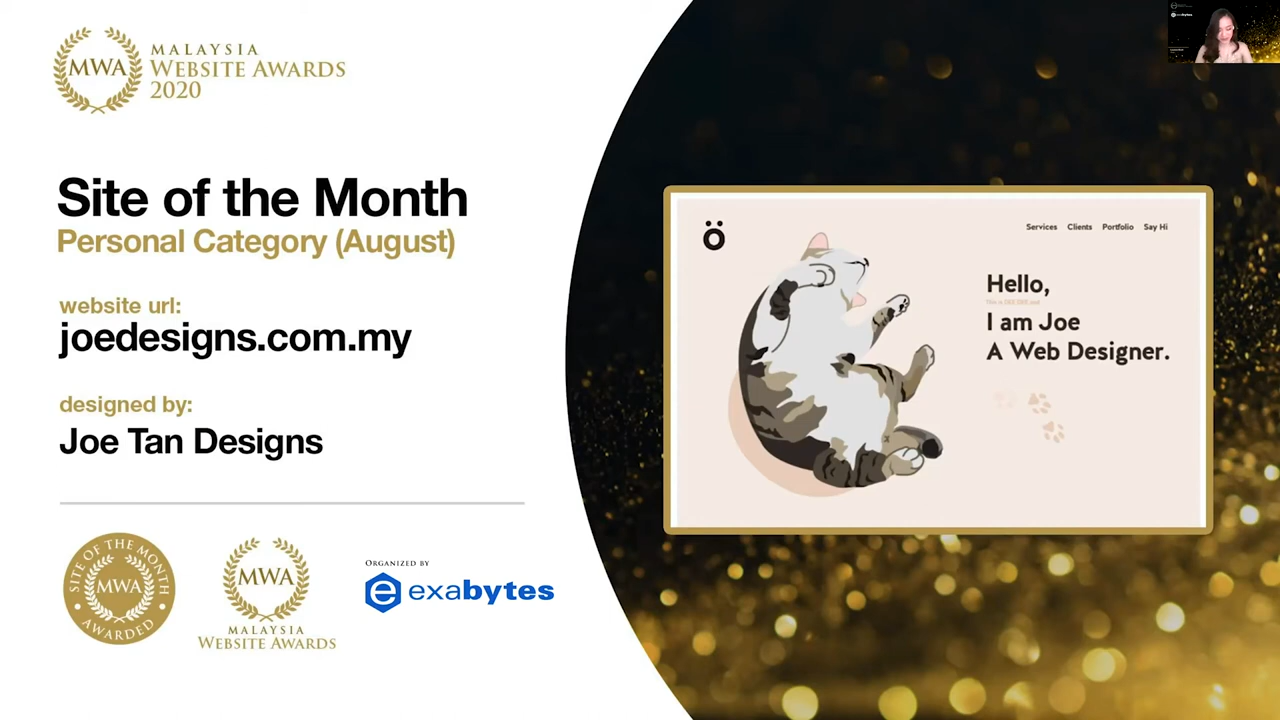 MWA
MALAYSIA
WEBSITE AWARDS
2020
exabytes
Site of the Month
Personal Category (August)
website url:
joedesigns.com.my
designed by:
Joe Tan Designs
ö
Services Clients Portfolio Say Hi
Hello,
I am Joe
A Web Designer.
SITE OF THE MONTH
MWA
AWARDED
MWA
MALAYSIA
WEBSITE AWARDS
ORGANIZED BY
e exabytes